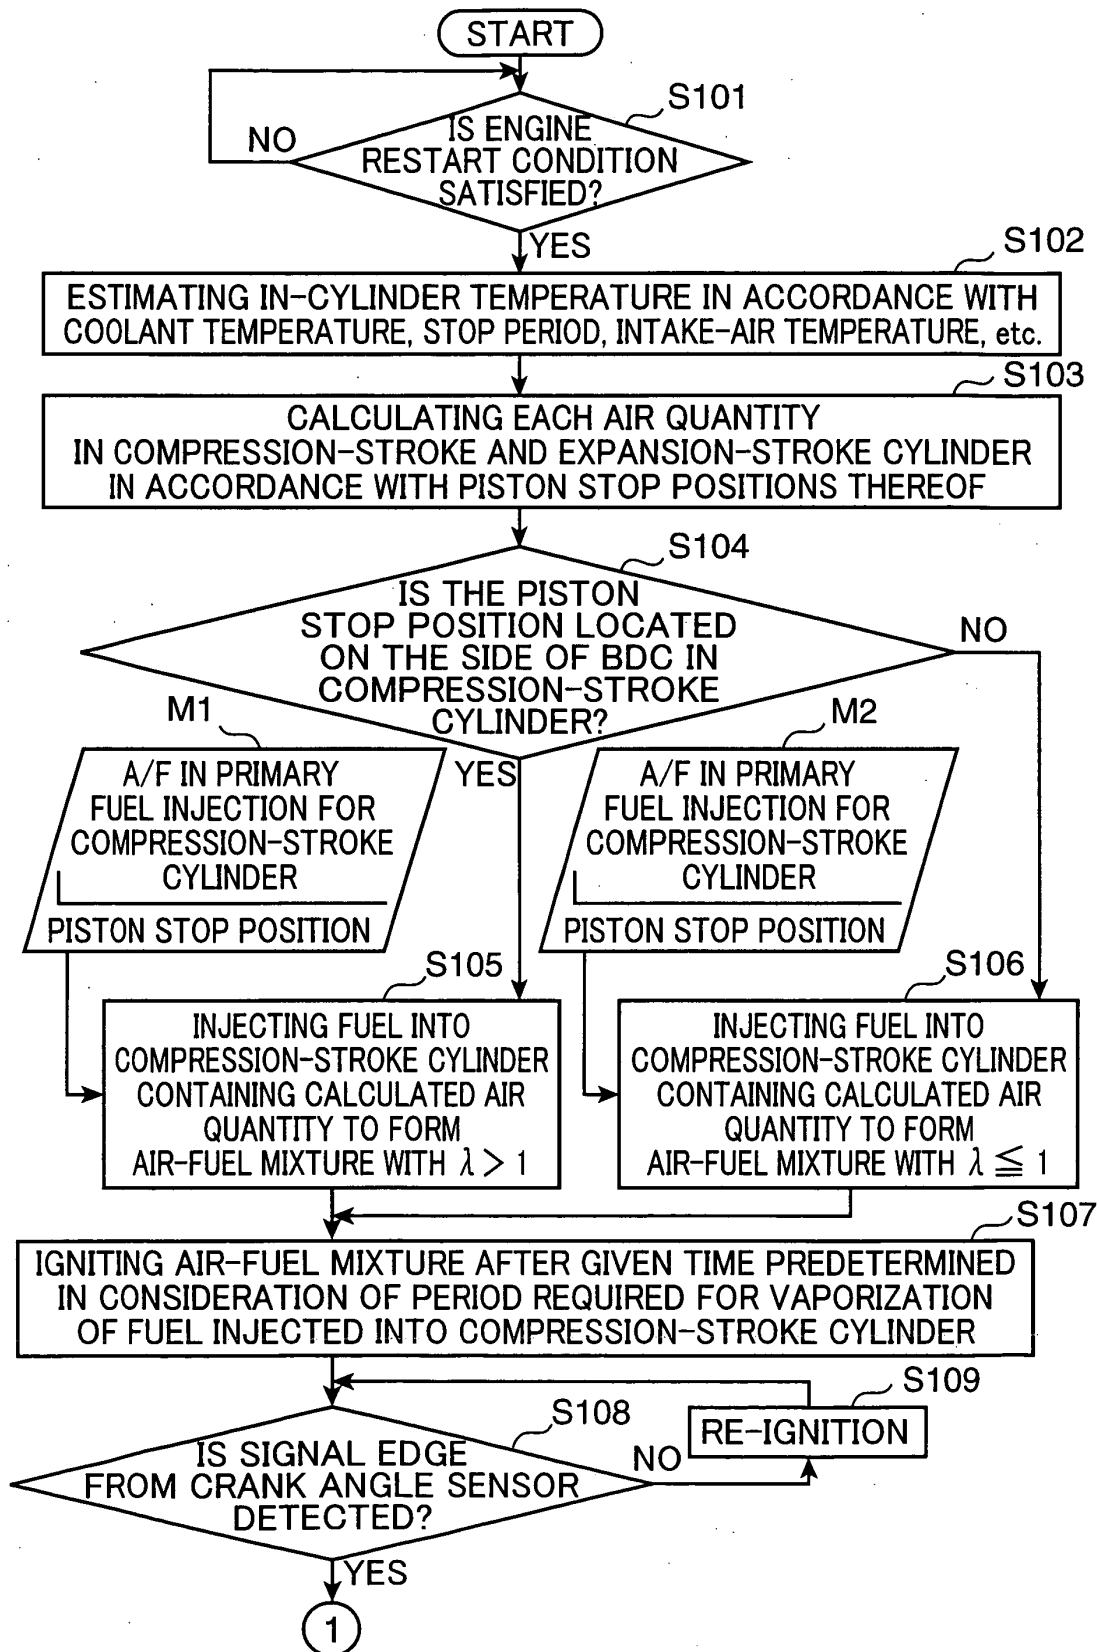 START
S101
IS ENGINE
RESTART CONDITION
SATISFIED?
NO
YES
S102
ESTIMATING IN-CYLINDER TEMPERATURE IN ACCORDANCE WITH
COOLANT TEMPERATURE, STOP PERIOD, INTAKE-AIR TEMPERATURE, etc.
S103
CALCULATING EACH AIR QUANTITY
IN COMPRESSION-STROKE AND EXPANSION-STROKE CYLINDER
IN ACCORDANCE WITH PISTON STOP POSITIONS THEREOF
S104
IS THE PISTON
STOP POSITION LOCATED
ON THE SIDE OF BDC IN
COMPRESSION-STROKE
CYLINDER?
NO
YES
M1
A/F IN PRIMARY
FUEL INJECTION FOR
COMPRESSION-STROKE
CYLINDER
PISTON STOP POSITION
M2
A/F IN PRIMARY
FUEL INJECTION FOR
COMPRESSION-STROKE
CYLINDER
PISTON STOP POSITION
S105
INJECTING FUEL INTO
COMPRESSION-STROKE CYLINDER
CONTAINING CALCULATED AIR
QUANTITY TO FORM
AIR-FUEL MIXTURE WITH λ > 1
S106
INJECTING FUEL INTO
COMPRESSION-STROKE CYLINDER
CONTAINING CALCULATED AIR
QUANTITY TO FORM
AIR-FUEL MIXTURE WITH λ ≦ 1
S107
IGNITING AIR-FUEL MIXTURE AFTER GIVEN TIME PREDETERMINED
IN CONSIDERATION OF PERIOD REQUIRED FOR VAPORIZATION
OF FUEL INJECTED INTO COMPRESSION-STROKE CYLINDER
S108
IS SIGNAL EDGE
FROM CRANK ANGLE SENSOR
DETECTED?
NO
S109
RE-IGNITION
YES
1